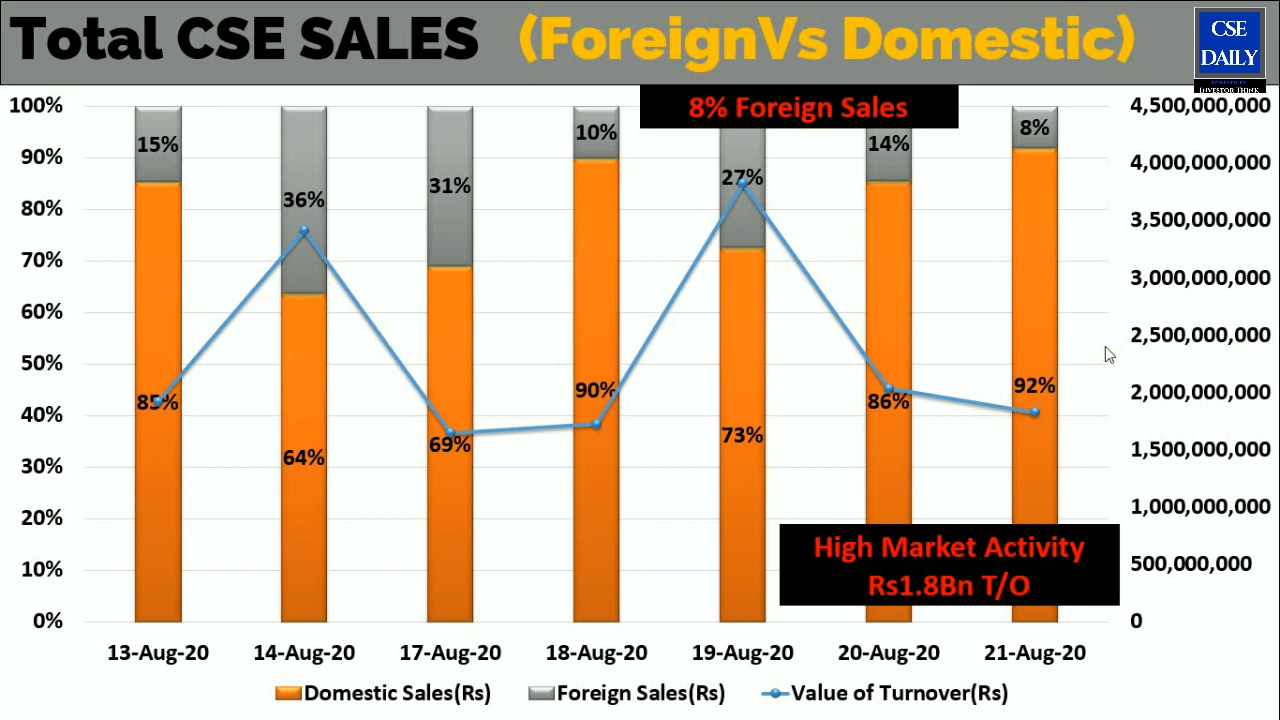 Total CSE SALES (ForeignVs Domestic)
CSE
DAILY
POWERED BY
INVESTOR THINK
8% Foreign Sales
100%
90%
80%
70%
60%
50%
40%
30%
20%
10%
0%
4,500,000,000
4,000,000,000
3,500,000,000
3,000,000,000
2,500,000,000
2,000,000,000
1,500,000,000
1,000,000,000
500,000,000
0
15% 36% 31% 10% 27% 14% 8%
85% 64% 69% 90% 73% 86% 92%
High Market Activity
Rs1.8Bn T/O
13-Aug-20 14-Aug-20 17-Aug-20 18-Aug-20 19-Aug-20 20-Aug-20 21-Aug-20
Domestic Sales(Rs) Foreign Sales(Rs) Value of Turnover(Rs)